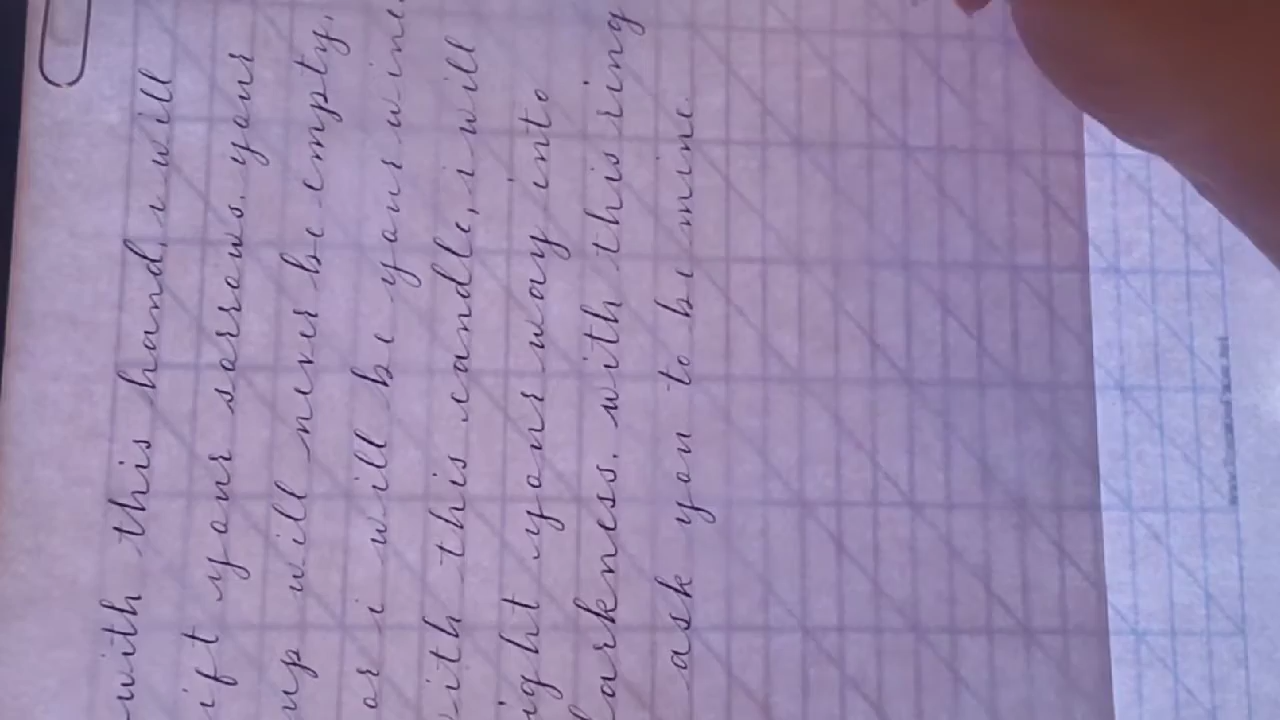 with this hand, i will
ift your sorrows. your
up will never be empty,
or i will be your wine.
ith this candle, i will
ight your way into
arkness. with this ring
ask you to be mine.